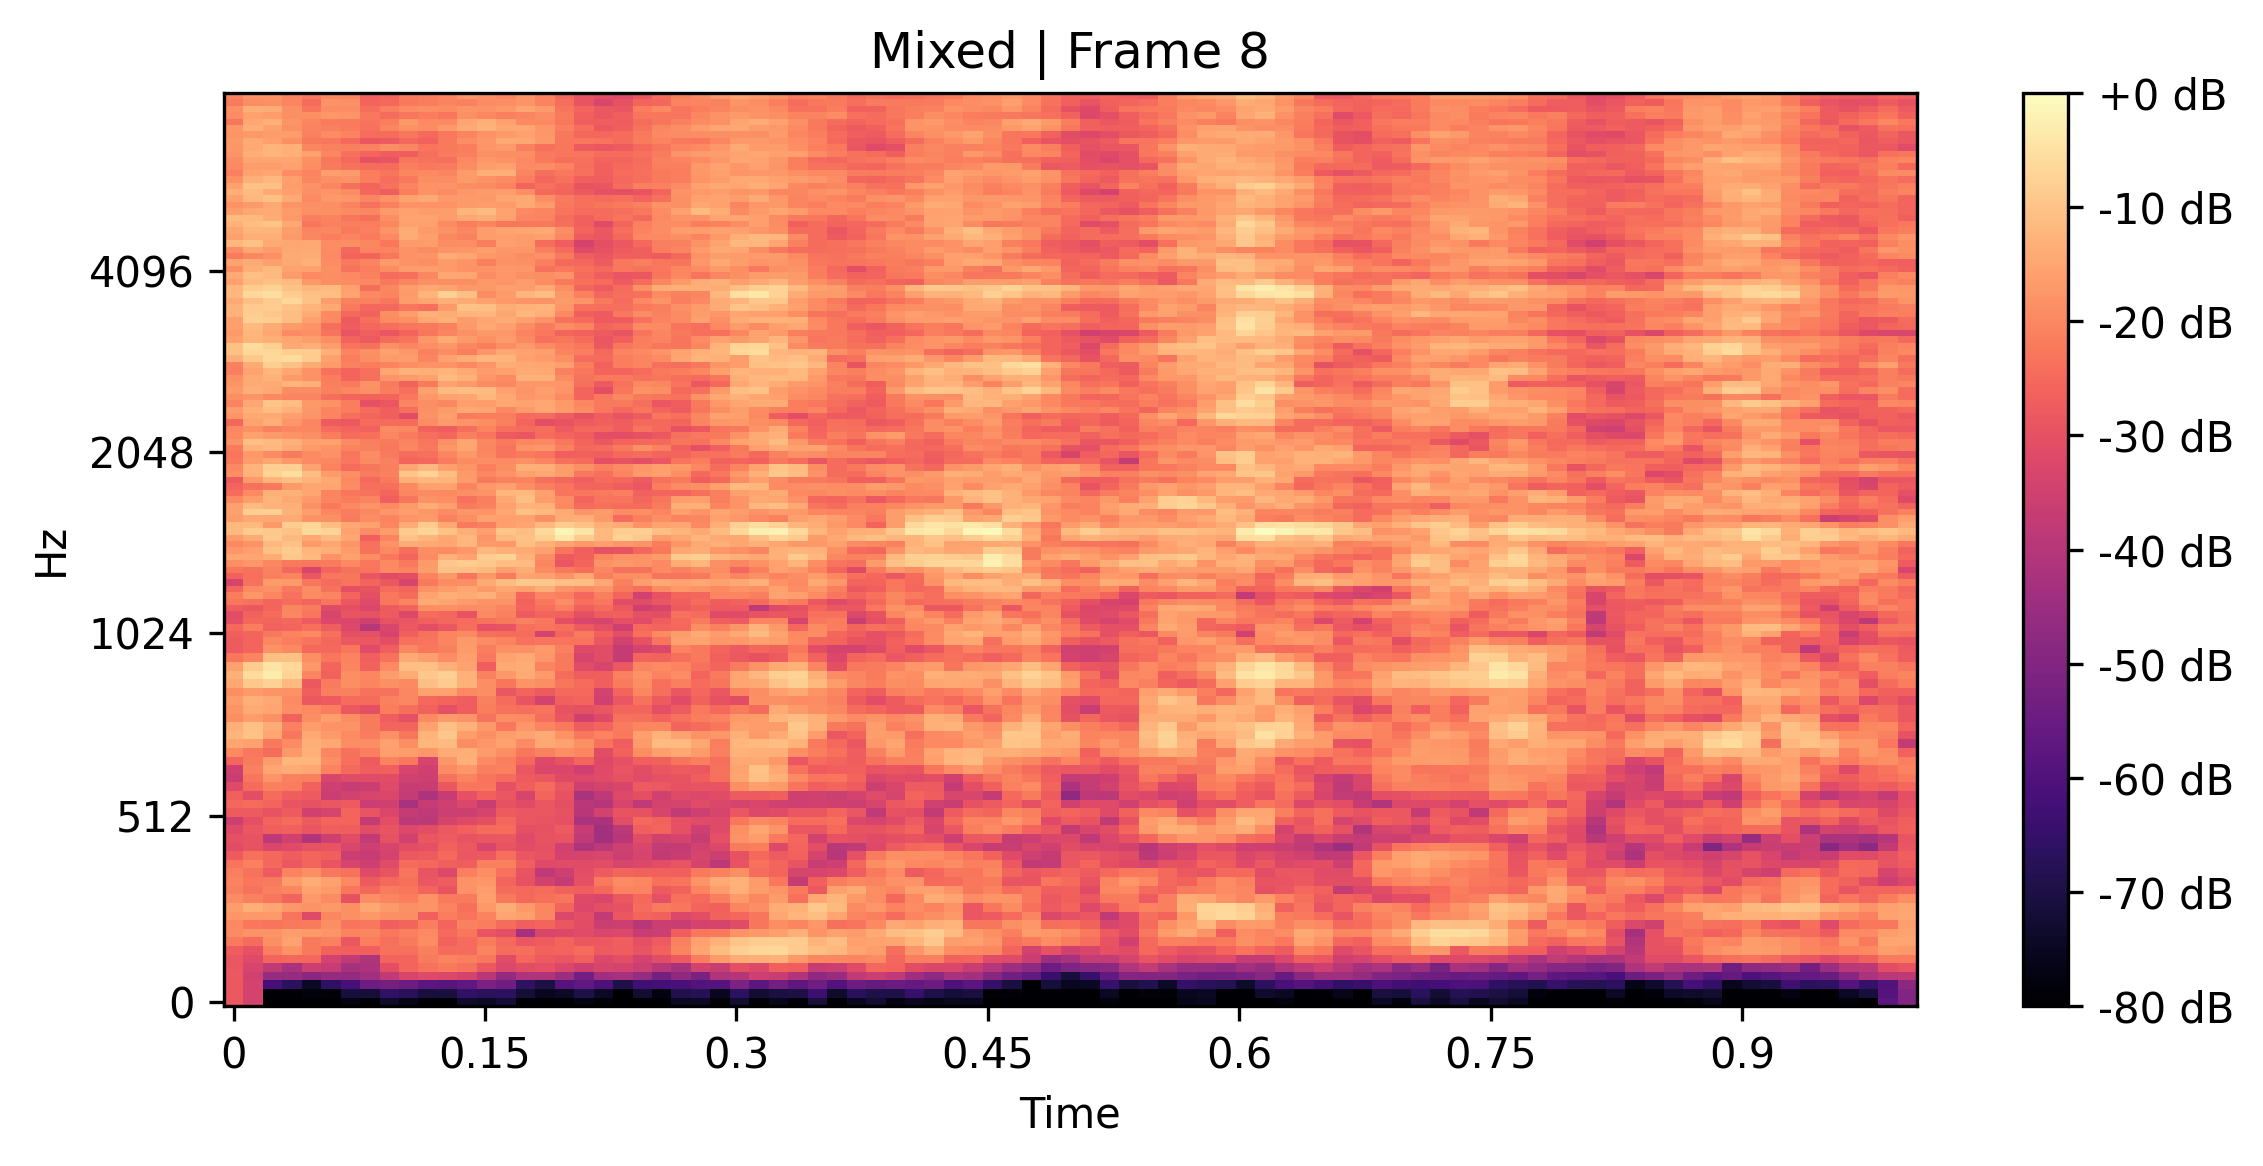 Mixed | Frame 8
Hz
4096
2048
1024
512
0
0 0.15 0.3 0.45 0.6 0.75 0.9
Time
+0 dB
-10 dB
-20 dB
-30 dB
-40 dB
-50 dB
-60 dB
-70 dB
-80 dB